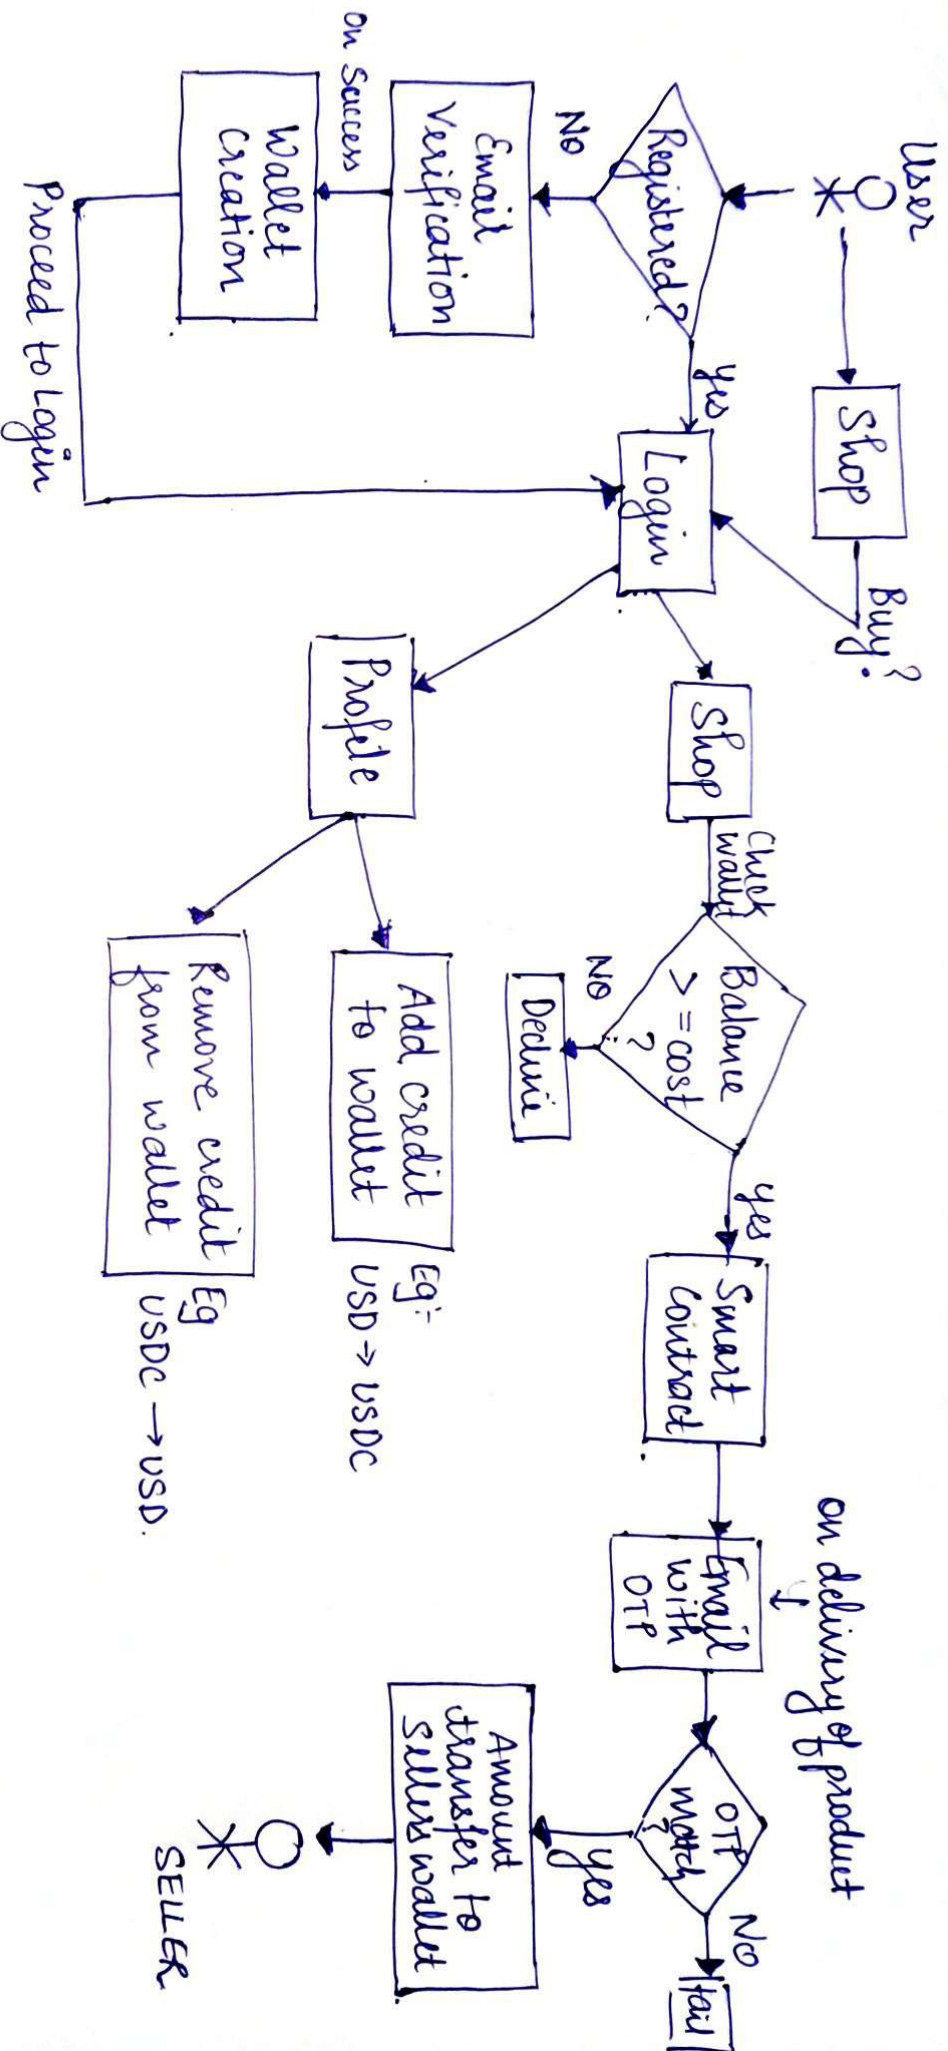 User
Shop
Buy?
Registered?
yes
Login
No
Email
Verification
on Success
Wallet
Creation
Proceed to Login
Shop
Check
wallet
Balance
>=cost
?
NO
Decline
yes
Smart
Contract
on delivery of product
Email
with
OTP
OTP
Match
?
NO
fail
yes
Amount
transfer to
sellers wallet
SELLER
Profile
Add credit
to wallet
Eg:-
USD → USDC
Remove credit
from wallet
Eg
USDC → USD.